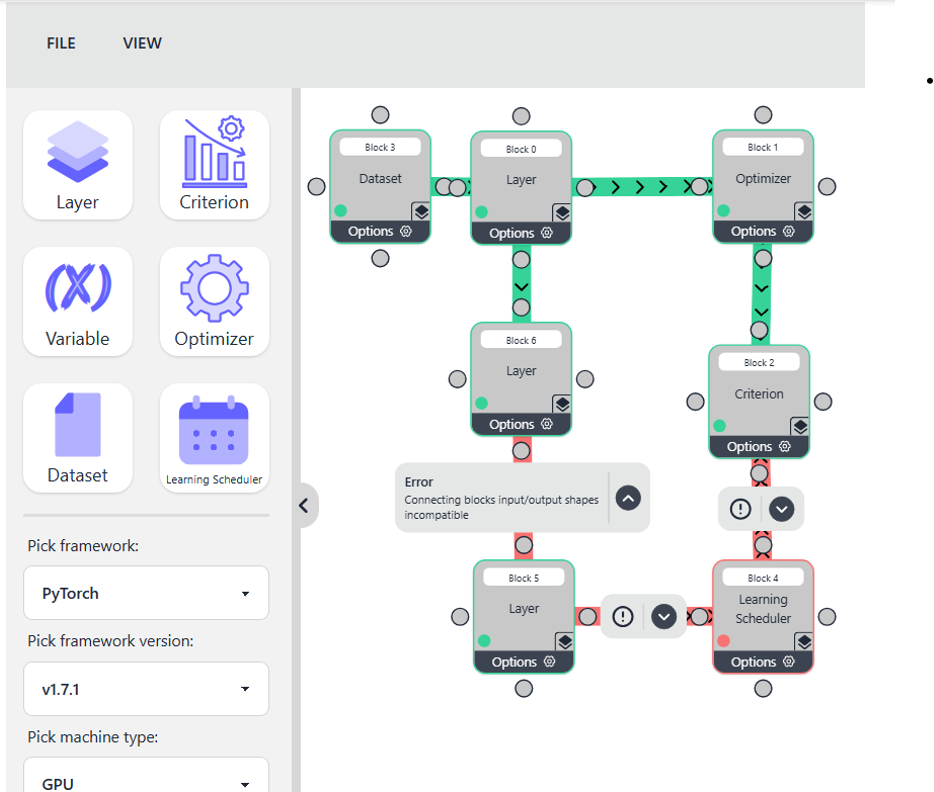 FILE
VIEW
Layer
Criterion
Variable
Optimizer
Dataset
Learning Scheduler
Pick framework:
PyTorch
Pick framework version:
v1.7.1
Pick machine type:
GPU
Block 3
Dataset
Options
Block 0
Layer
Options
Block 1
Optimizer
Options
Block 6
Layer
Options
Block 2
Criterion
Options
Error
Connecting blocks input/output shapes
incompatible
Block 5
Layer
Options
Block 4
Learning
Scheduler
Options